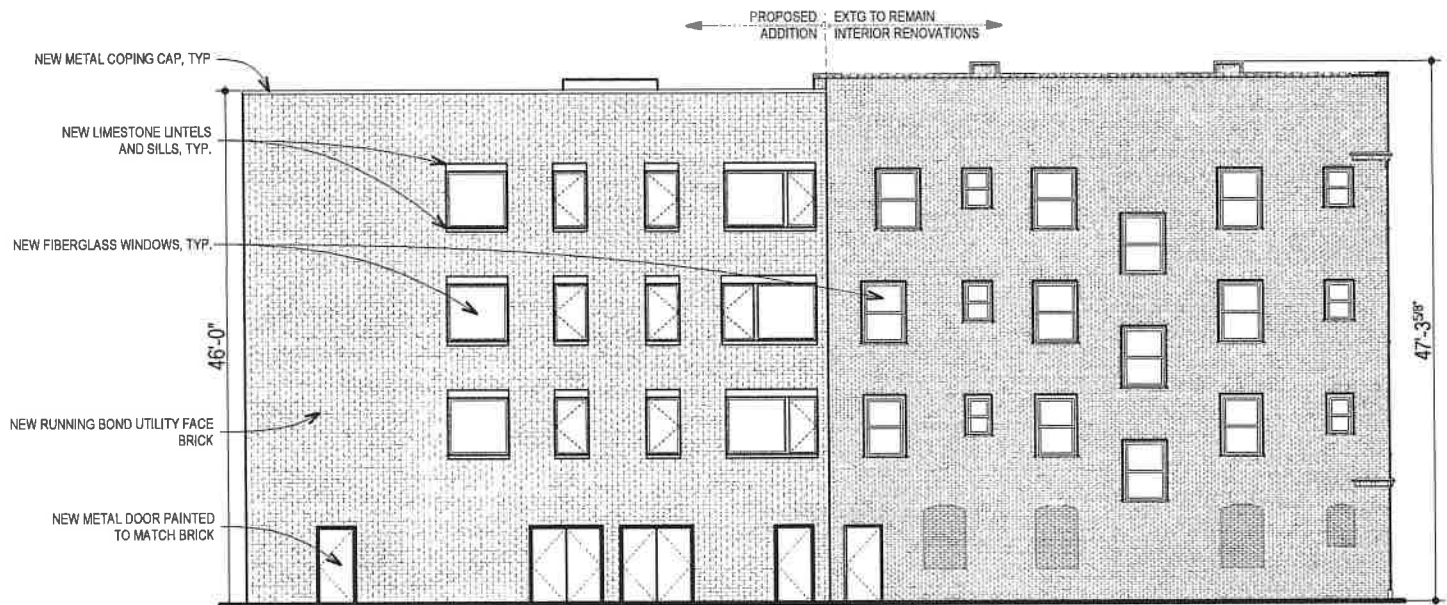 PROPOSED EXTG TO REMAIN
ADDITION INTERIOR RENOVATIONS
NEW METAL COPING CAP, TYP
NEW LIMESTONE LINTELS
AND SILLS, TYP.
NEW FIBERGLASS WINDOWS, TYP.
46'-0"
47'-3 5/8"
NEW RUNNING BOND UTILITY FACE
BRICK
NEW METAL DOOR PAINTED
TO MATCH BRICK